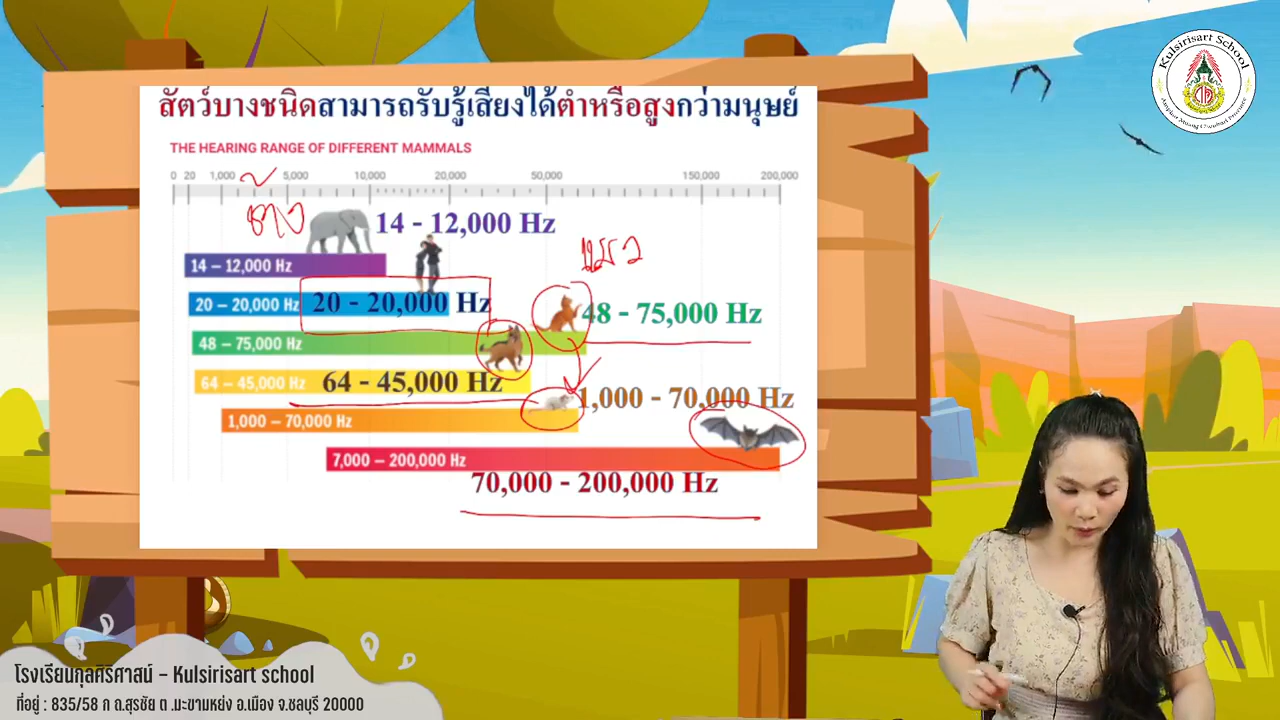 สัตว์บางชนิดสามารถรับรู้เสียงได้ต่ำหรือสูงกว่ามนุษย์
THE HEARING RANGE OF DIFFERENT MAMMALS
0 20 1,000 5,000 10,000 20,000 50,000 150,000 200,000
ช้าง
14 - 12,000 Hz
14 – 12,000 Hz
แมว
20 – 20,000 Hz
20 - 20,000 Hz
48 - 75,000 Hz
48 – 75,000 Hz
64 – 45,000 Hz
64 - 45,000 Hz
1,000 - 70,000 Hz
1,000 – 70,000 Hz
7,000 – 200,000 Hz
70,000 - 200,000 Hz
Kulsirisart School
โรงเรียนกุลศิริศาสน์ - Kulsirisart school
ที่อยู่ : 835/58 ก ถ.สุรชัย ต .มะขามหย่ง อ.เมือง จ.ชลบุรี 20000